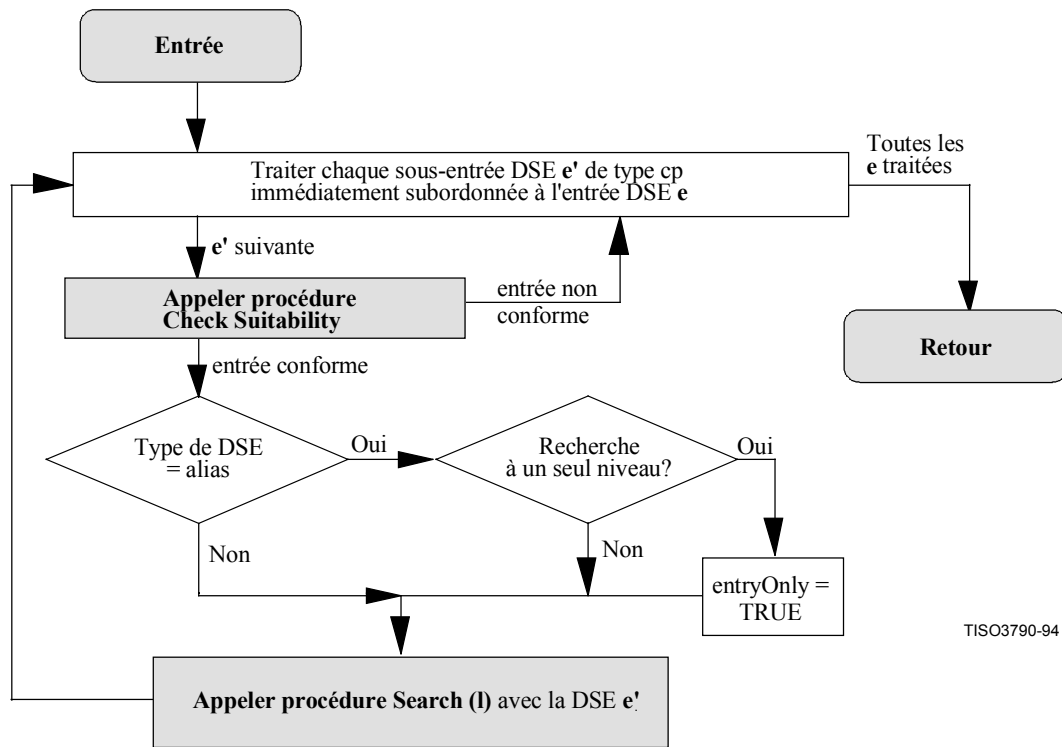 Entrée
Toutes les
e traitées
Traiter chaque sous-entrée DSE e' de type cp
immédiatement subordonnée à l'entrée DSE e
e' suivante
Appeler procédure
Check Suitability
entrée non
conforme
Retour
entrée conforme
Type de DSE
= alias
Oui
Recherche
à un seul niveau?
Oui
Non
Non
entryOnly =
TRUE
TISO3790-94
Appeler procédure Search (l) avec la DSE e'